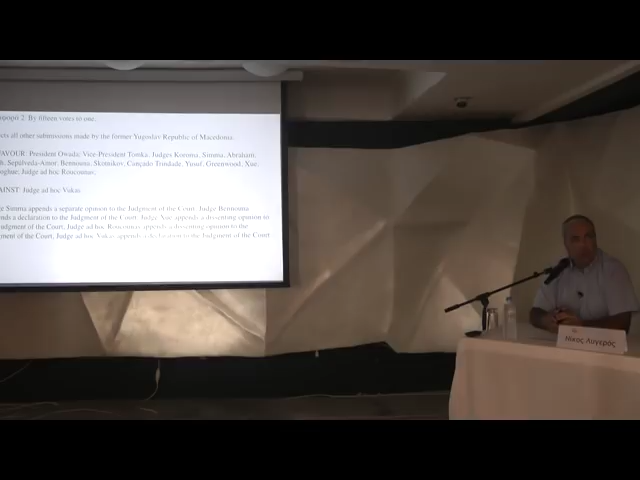 φορά 2. By fifteen votes to one.
cts all other submissions made by the former Yugoslav Republic of Macedonia.
AVOUR: President Owada; Vice-President Tomka; Judges Koroma, Simma, Abraham,
h, Sepúlveda-Amor, Bennouna, Skotnikov, Cançado Trindade, Yusuf, Greenwood, Xue,
oghue; Judge ad hoc Roucounas;
AINST: Judge ad hoc Vukas
ge Simma appends a separate opinion to the Judgment of the Court; Judge Bennouna
ends a declaration to the Judgment of the Court; Judge Xue appends a dissenting opinion to
udgment of the Court, Judge ad hoc Roucounas appends a dissenting opinion to the
gment of the Court, Judge ad hoc Vukas appends a declaration to the Judgment of the Court
Νίκος Λυγερός